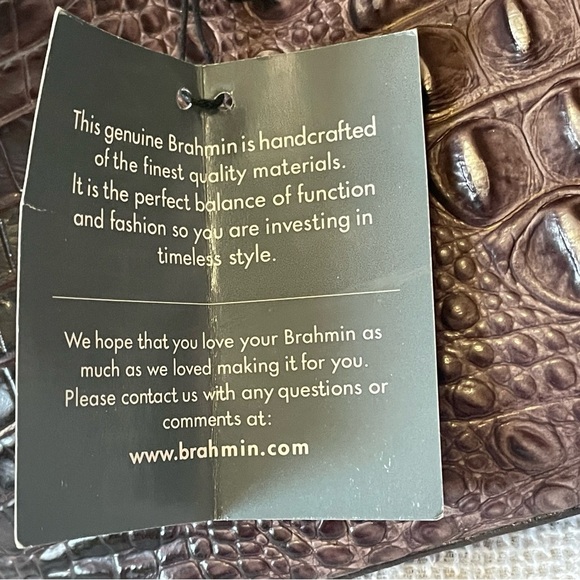 This genuine Brahmin is handcrafted
of the finest quality materials.
It is the perfect balance of function
and fashion so you are investing in
timeless style.
We hope that you love your Brahmin as
much as we loved making it for you.
Please contact us with any questions or
comments at:
www.brahmin.com